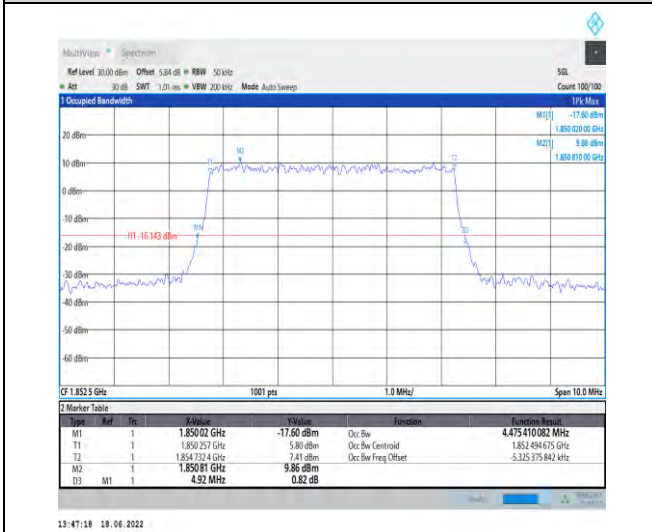 MultiView Spectrum
Ref Level 30.00 dBm Offset 5.84 dB RBW 50 kHz SGL
Att 30 dB SWT 1.01 ms VBW 200 kHz Mode Auto Sweep Count 100/100
1 Occupied Bandwidth 1Pk Max
M1[1] -17.60 dBm
1.850 020 00 GHz
M2[1] 9.86 dBm
1.850 810 00 GHz
20 dBm
M2
T1 T2
10 dBm
0 dBm
-10 dBm
M1 D3
H1 -16.143 dBm
-20 dBm
-30 dBm
-40 dBm
-50 dBm
-60 dBm
CF 1.852 5 GHz 1001 pts 1.0 MHz/ Span 10.0 MHz
2 Marker Table
Type Ref Trc X-Value Y-Value Function Function Result
M1 1 1.85002 GHz -17.60 dBm Occ Bw 4.475 410 082 MHz
T1 1 1.850 257 GHz 5.80 dBm Occ Bw Centroid 1.852 494 675 GHz
T2 1 1.854 732 4 GHz 7.41 dBm Occ Bw Freq Offset -5.325 375 842 kHz
M2 1 1.85081 GHz 9.86 dBm
D3 M1 1 4.92 MHz 0.82 dB
13:47:18 18.06.2022